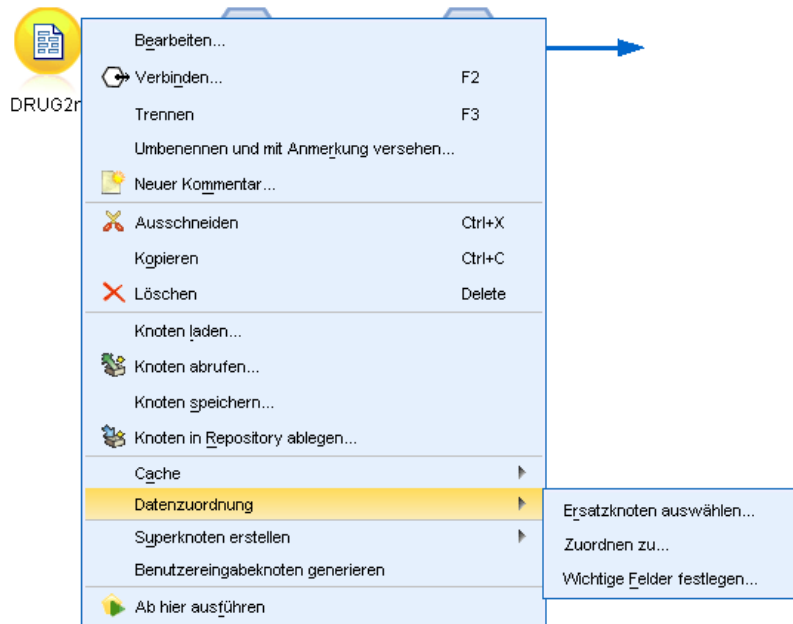 DRUG2r
Bearbeiten...
Verbinden... F2
Trennen F3
Umbenennen und mit Anmerkung versehen...
Neuer Kommentar...
Ausschneiden Ctrl+X
Kopieren Ctrl+C
Löschen Delete
Knoten laden...
Knoten abrufen...
Knoten speichern...
Knoten in Repository ablegen...
Cache
Datenzuordnung
Superknoten erstellen
Benutzereingabeknoten generieren
Ab hier ausführen
Ersatzknoten auswählen...
Zuordnen zu...
Wichtige Felder festlegen...